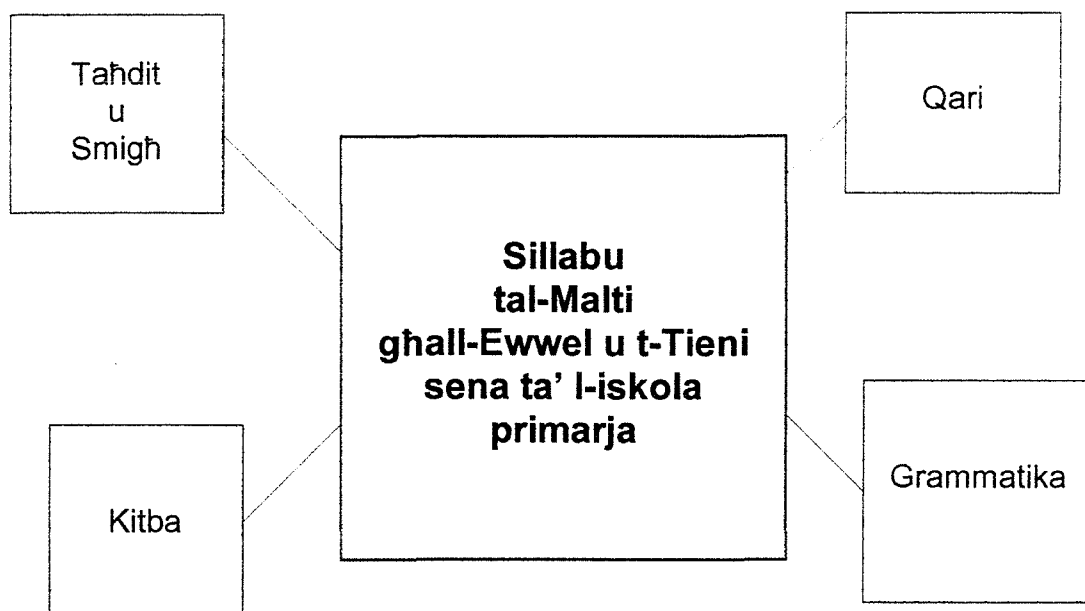 Taħdit
u
Smigħ
Qari
Sillabu
tal-Malti
għall-Ewwel u t-Tieni
sena ta’ l-iskola
primarja
Kitba
Grammatika